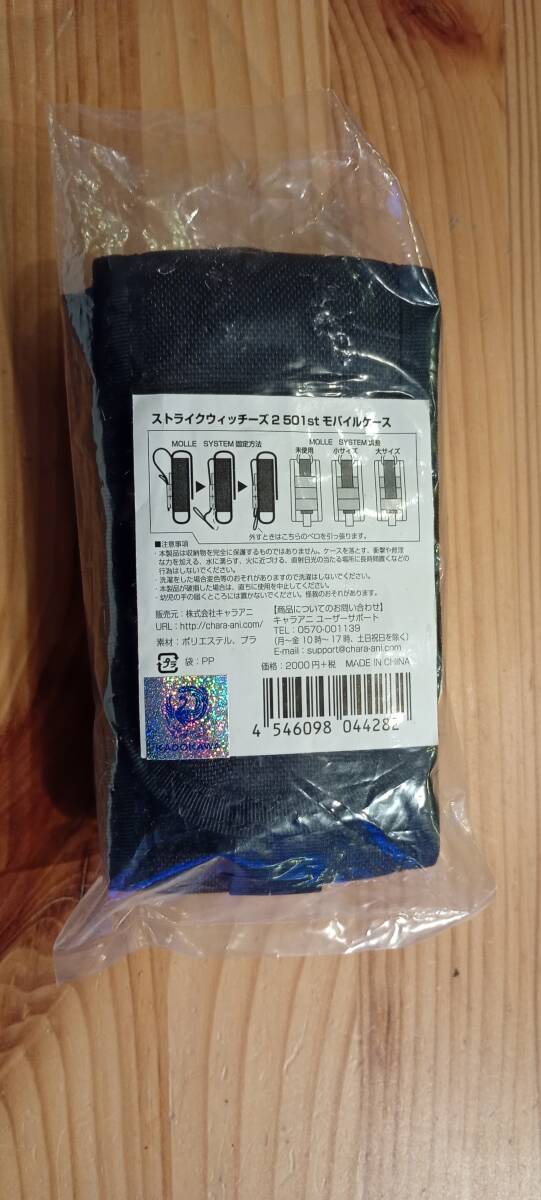 ストライクウィッチーズ2 501st モバイルケース
MOLLE SYSTEM 固定方法
MOLLE SYSTEM 調整
未使用 小サイズ 大サイズ
外すときはこちらのベロを引っ張ります。
■注意事項
・本製品は収納物を完全に保護するものではありません。ケースを落とす、衝撃や無理
な力を加える、水に濡らす、火に近づける、直射日光の当たる場所に長時間置くなどの
行為はしないでください。
・洗濯をした場合変色等のおそれがありますので洗濯はしないでください。
・本製品が破損した場合は、直ちに使用を中止してください。
・幼児の手の届くところには置かないでください。怪我のおそれがあります。
販売元：株式会社キャラアニ
URL：http://chara-ani.com/
素材：ポリエステル、プラ
プラ 袋：PP
【商品についてのお問い合わせ】
キャラアニ ユーザーサポート
TEL：0570-001139
(月～金 10時～17時、土日祝日を除く)
E-mail：support@chara-ani.com
価格：2000円+税 MADE IN CHINA
KADOKAWA
4 546098 044282